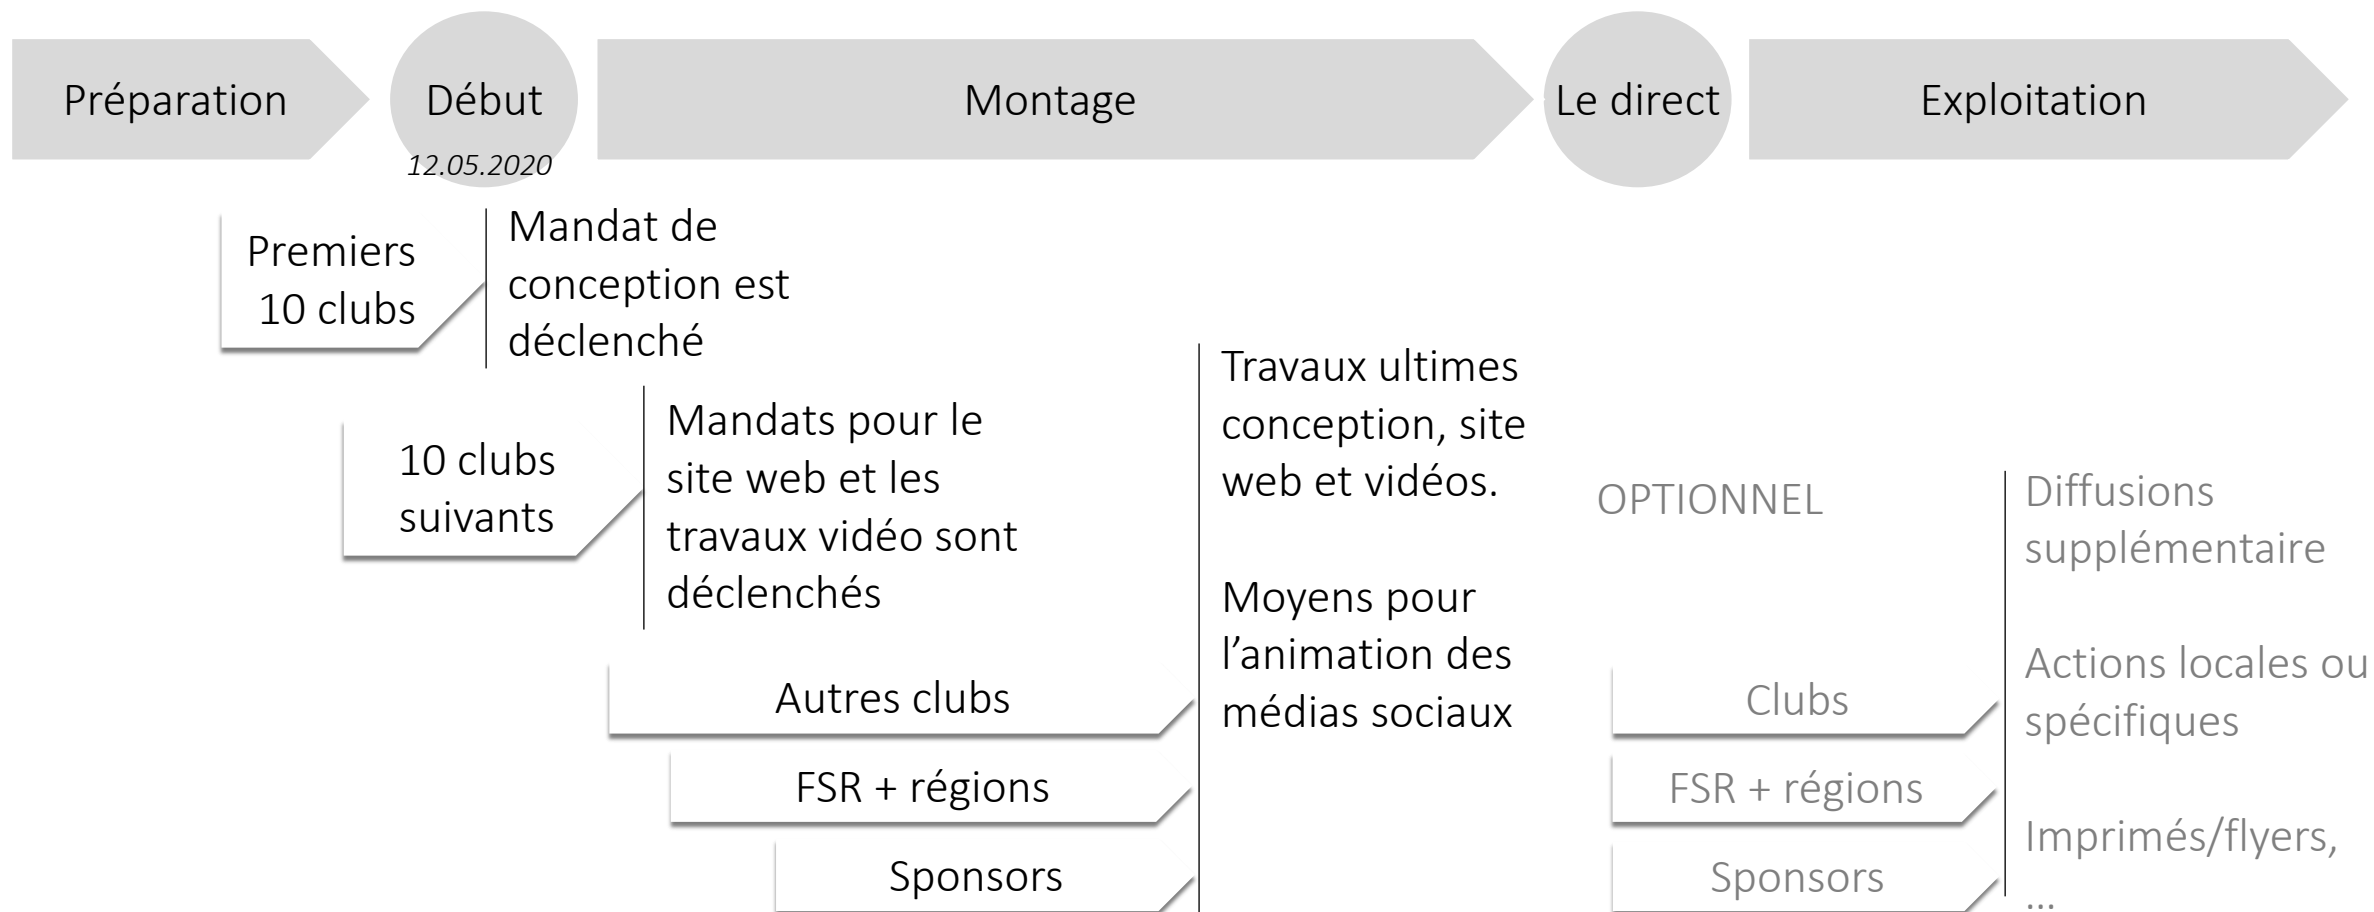 Préparation
Début
12.05.2020
Montage
Le direct
Exploitation
Premiers
10 clubs
Mandat de
conception est
déclenché
10 clubs
suivants
Mandats pour le
site web et les
travaux vidéo sont
déclenchés
Autres clubs
FSR + régions
Sponsors
Travaux ultimes
conception, site
web et vidéos.
Moyens pour
l’animation des
médias sociaux
OPTIONNEL
Clubs
FSR + régions
Sponsors
Diffusions
supplémentaire
Actions locales ou
spécifiques
Imprimés/flyers,
...